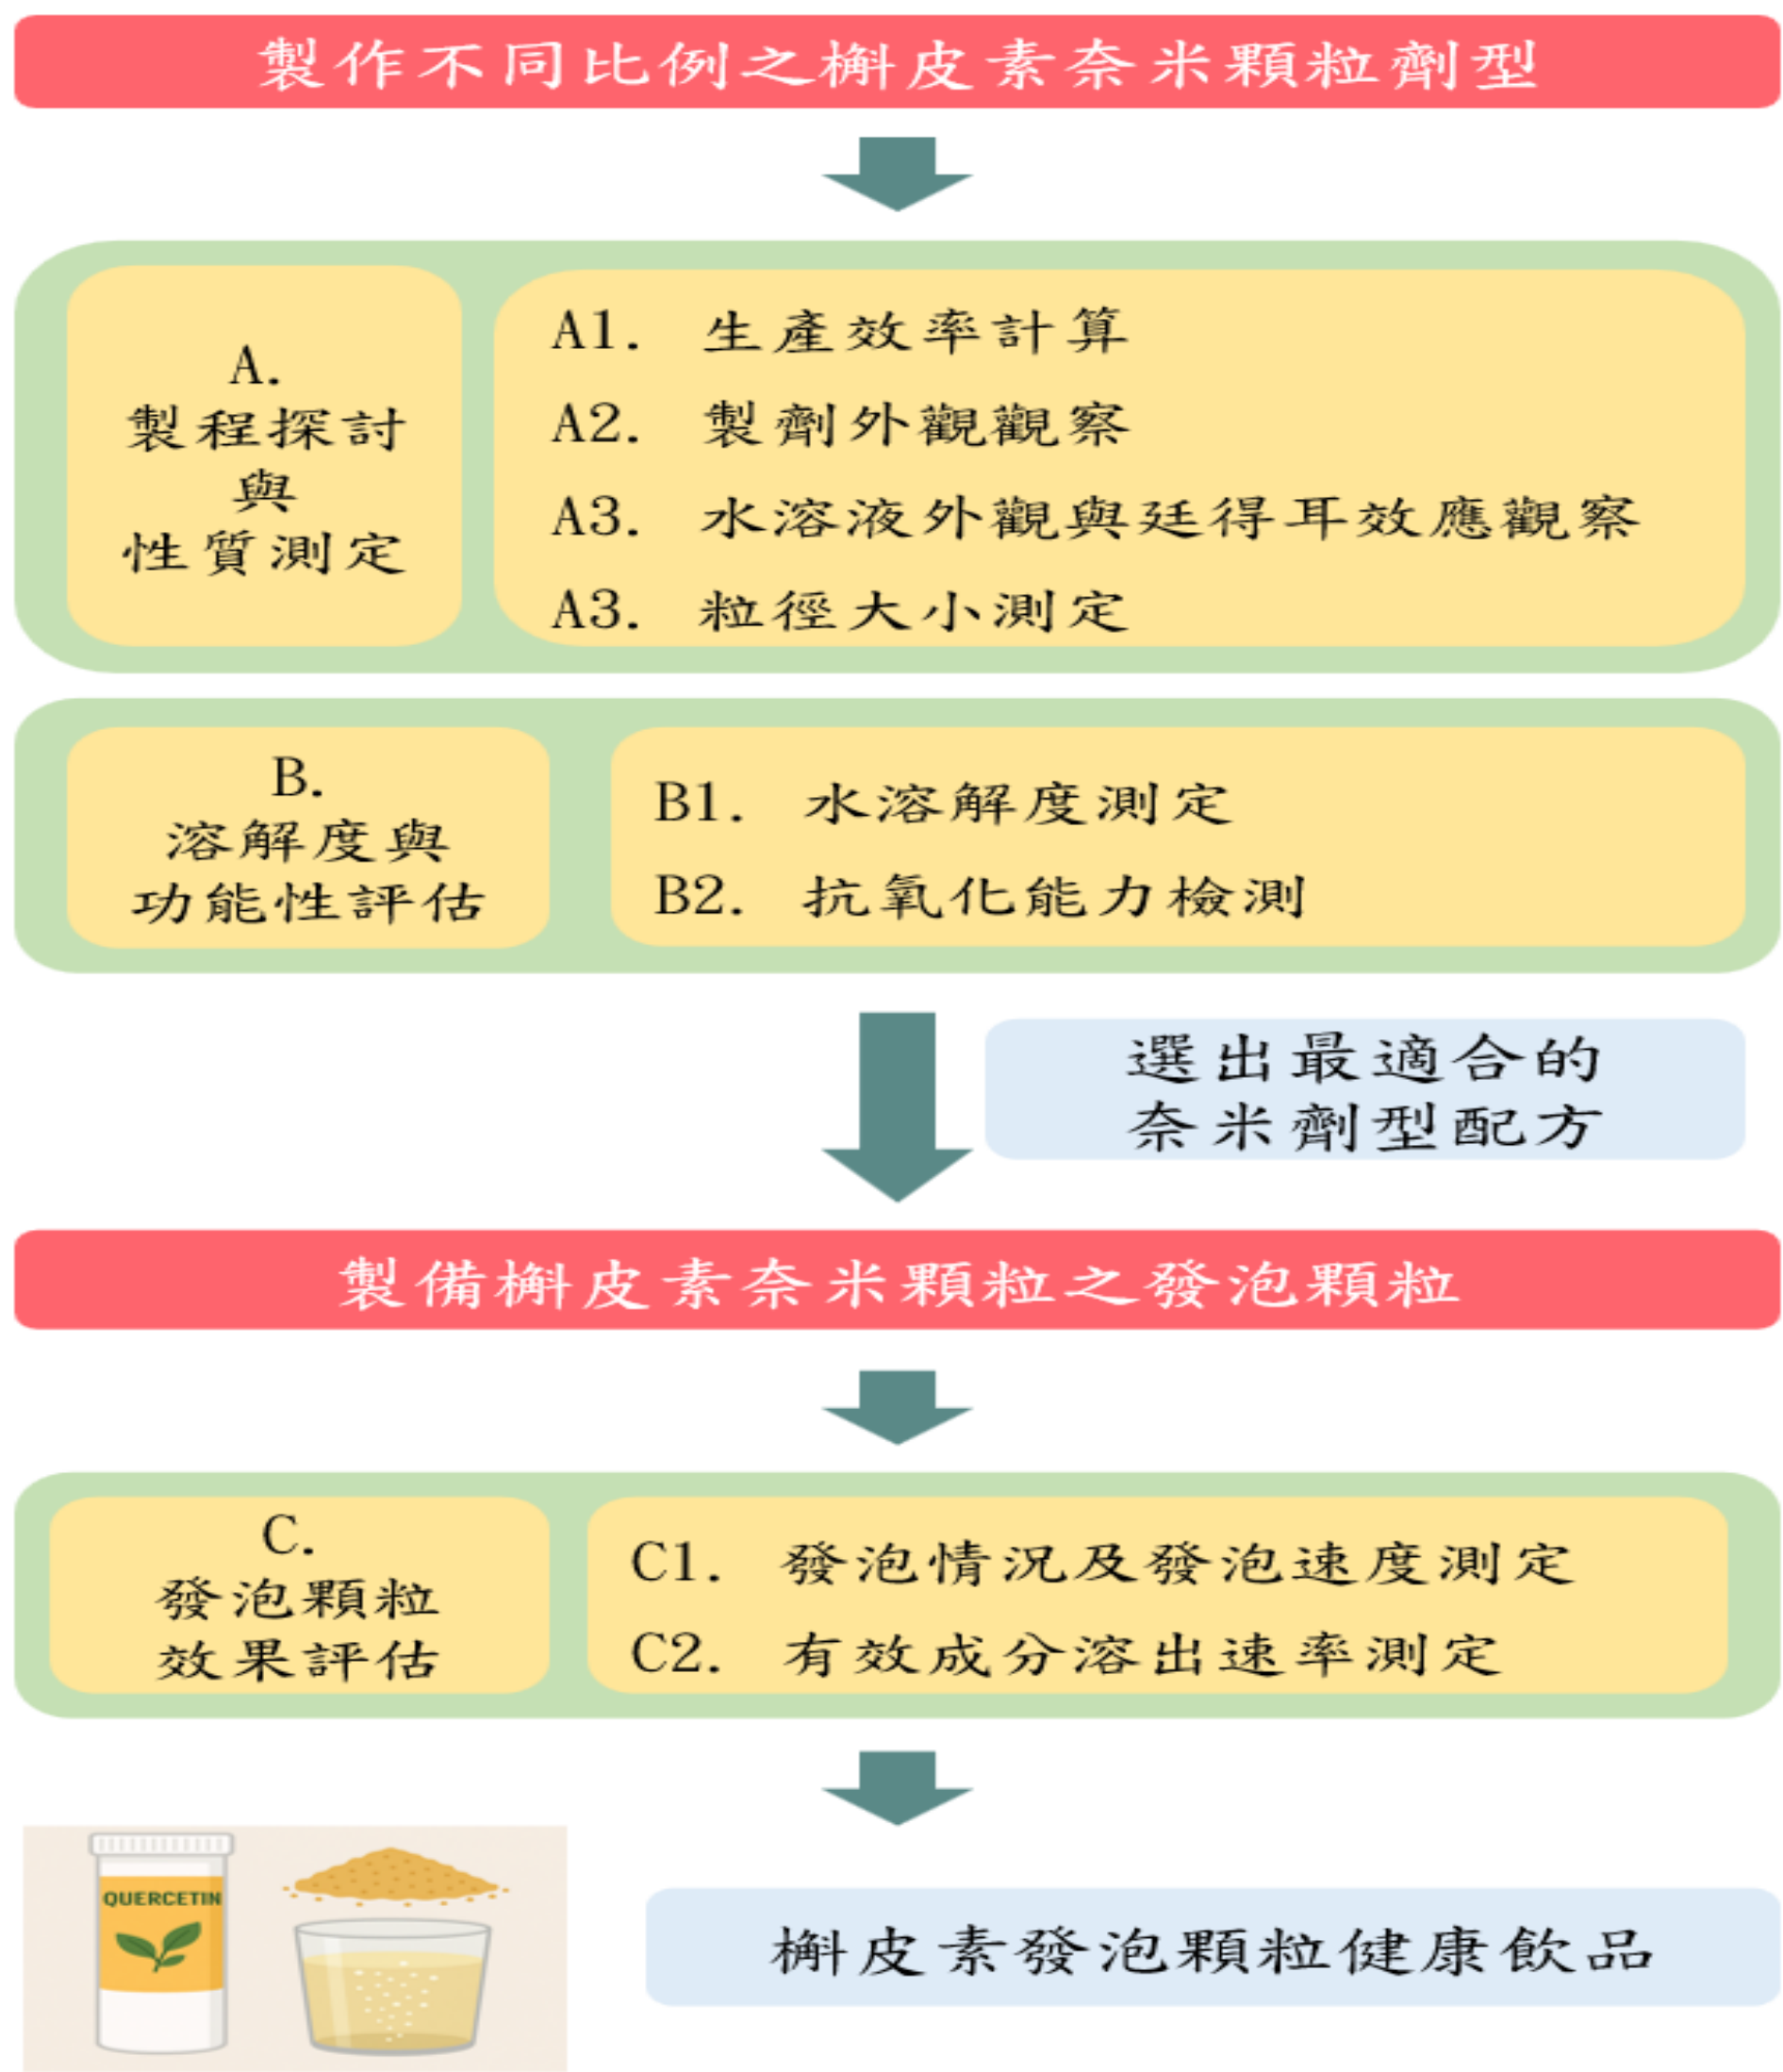 製作不同比例之槲皮素奈米顆粒劑型
A.
製程探討
與
性質測定
A1. 生產效率計算
A2. 製劑外觀觀察
A3. 水溶液外觀與廷得耳效應觀察
A3. 粒徑大小測定
B.
溶解度與
功能性評估
B1. 水溶解度測定
B2. 抗氧化能力檢測
選出最適合的
奈米劑型配方
製備槲皮素奈米顆粒之發泡顆粒
C.
發泡顆粒
效果評估
C1. 發泡情況及發泡速度測定
C2. 有效成分溶出速率測定
QUERCETIN
槲皮素發泡顆粒健康飲品